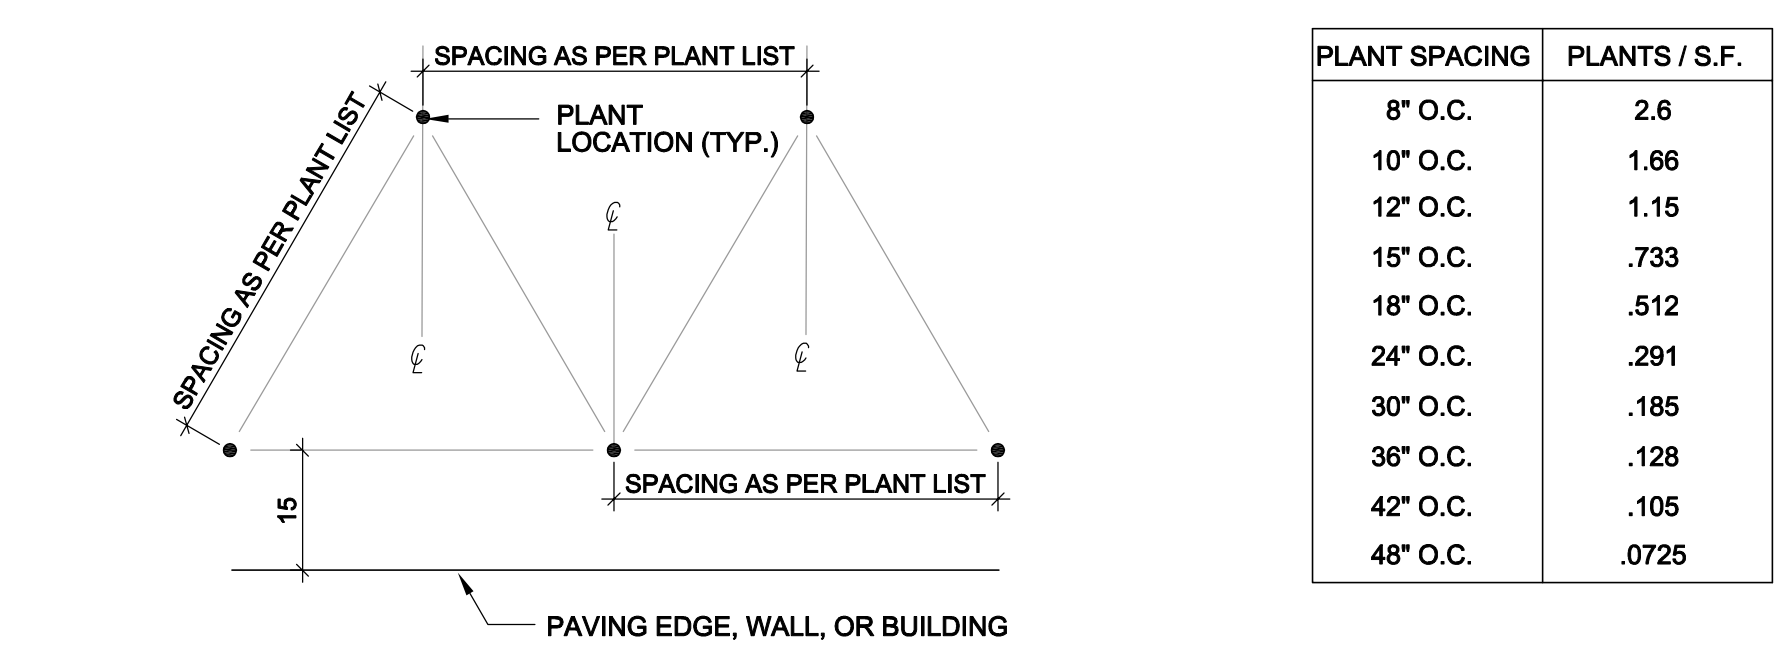 SPACING AS PER PLANT LIST
SPACING AS PER PLANT LIST
PLANT
LOCATION (TYP.)
℄
℄
℄
SPACING AS PER PLANT LIST
15
PAVING EDGE, WALL, OR BUILDING
PLANT SPACING PLANTS / S.F.
8" O.C. 2.6
10" O.C. 1.66
12" O.C. 1.15
15" O.C. .733
18" O.C. .512
24" O.C. .291
30" O.C. .185
36" O.C. .128
42" O.C. .105
48" O.C. .0725